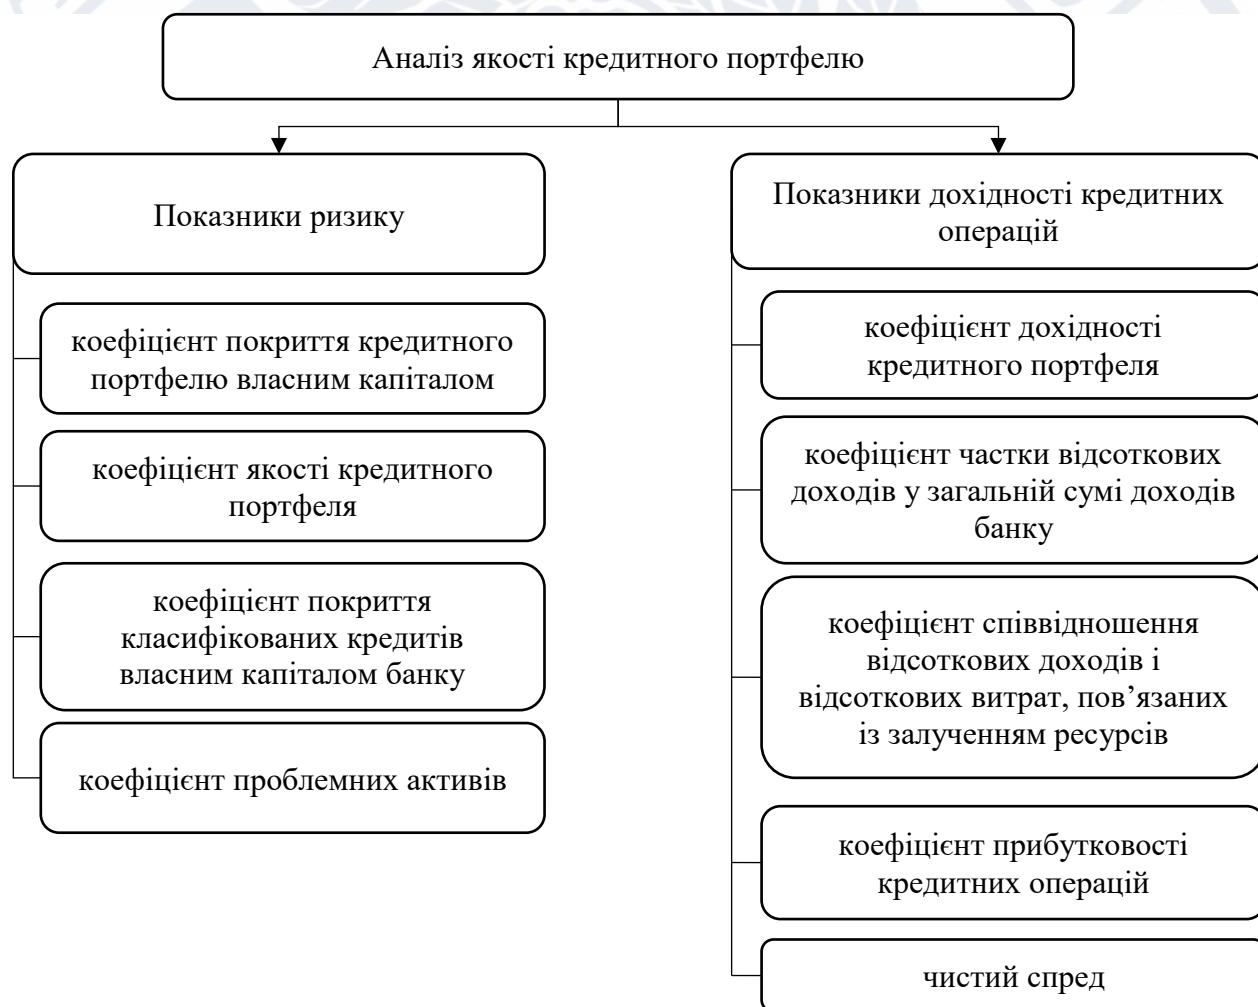 Аналіз якості кредитного портфелю
Показники ризику
коефіцієнт покриття кредитного
портфелю власним капіталом
коефіцієнт якості кредитного
портфеля
коефіцієнт покриття
класифікованих кредитів
власним капіталом банку
коефіцієнт проблемних активів
Показники дохідності кредитних
операцій
коефіцієнт дохідності
кредитного портфеля
коефіцієнт частки відсоткових
доходів у загальній сумі доходів
банку
коефіцієнт співвідношення
відсоткових доходів і
відсоткових витрат, пов’язаних
із залученням ресурсів
коефіцієнт прибутковості
кредитних операцій
чистий спред